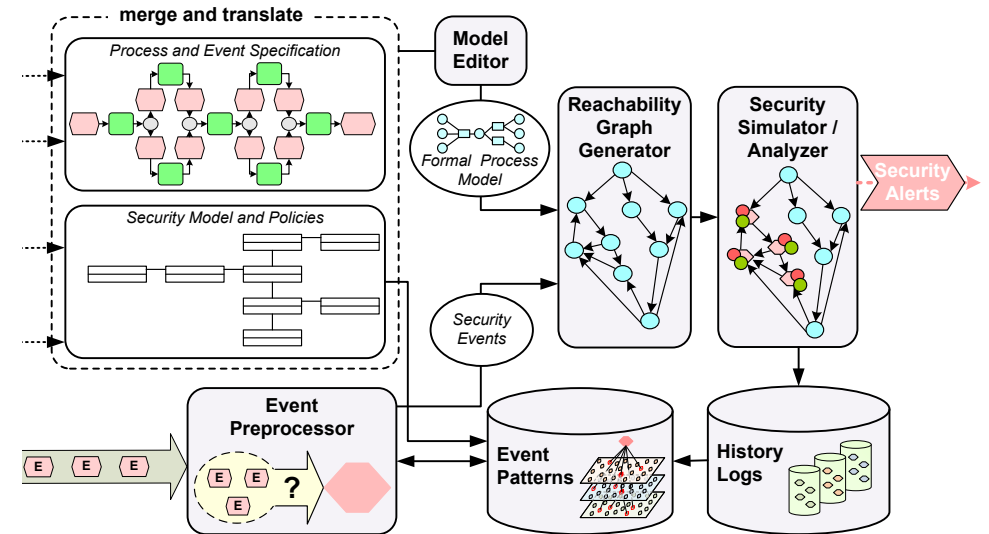 merge and translate
Process and Event Specification
Security Model and Policies
Model
Editor
Formal Process
Model
Reachability
Graph
Generator
Security
Simulator /
Analyzer
Security
Alerts
Security
Events
Event
Preprocessor
E E E
E E
E
?
Event
Patterns
History
Logs